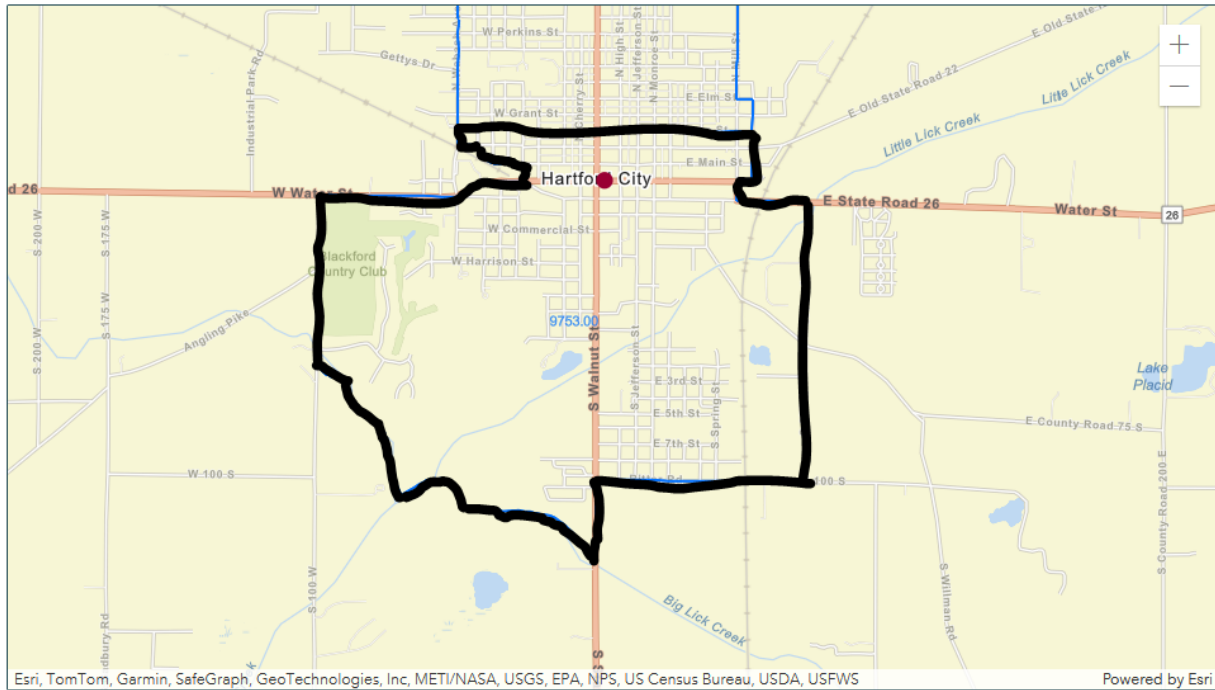 W Perkins St
Gettys Dr
Industrial Park Rd
N High St
N Jefferson St
N Monroe St
N Mill St
E Old State Road 22
Little Lick Creek
Little Lick Creek
W Grant St
N Cherry St
E Elm St
E Main St
Hartford City
W Water St
E State Road 26
Water St
26
S 200 W
S 175 W
W Commercial St
Blackford
Country Club
W Harrison St
Angling Pike
9753.00
S 200 W
S 175 W
S Walnut St
S Jefferson St
S Spring St
E 3rd St
E 5th St
E 7th St
Lake
Placid
E County Road 75 S
W 100 S
100 S
S County Road 200 E
S 100 W
S Willman Rd
Big Lick Creek
Esri, TomTom, Garmin, SafeGraph, GeoTechnologies, Inc, METI/NASA, USGS, EPA, NPS, US Census Bureau, USDA, USFWS
Powered by Esri